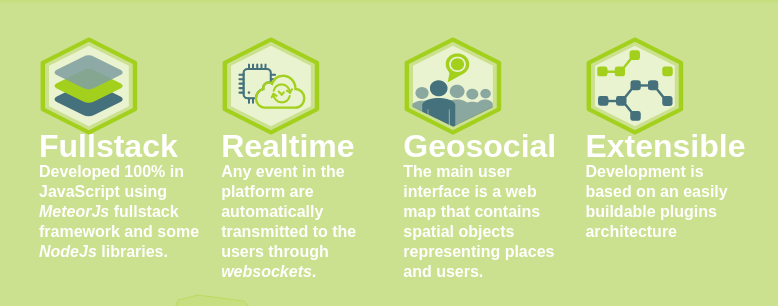 Fullstack
Developed 100% in
JavaScript using
MeteorJs fullstack
framework and some
NodeJs libraries.
Realtime
Any event in the
platform are
automatically
transmitted to the
users through
websockets.
Geosocial
The main user
interface is a web
map that contains
spatial objects
representing places
and users.
Extensible
Development is
based on an easily
buildable plugins
architecture